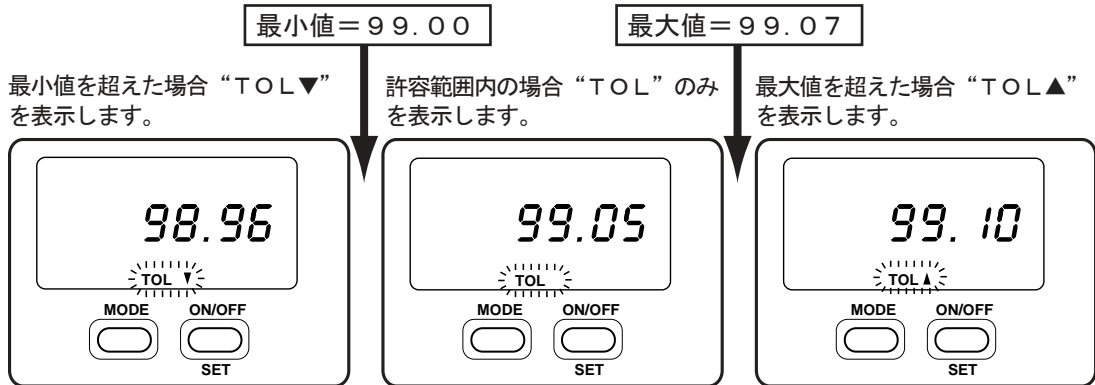 最小値＝９９．００
最大値＝９９．０７
最小値を超えた場合“ＴＯＬ▼”
を表示します。
許容範囲内の場合“ＴＯＬ”のみ
を表示します。
最大値を超えた場合“ＴＯＬ▲”
を表示します。
98.96
TOL ▼
MODE ON/OFF
SET
99.05
TOL
MODE ON/OFF
SET
99.10
TOL▲
MODE ON/OFF
SET